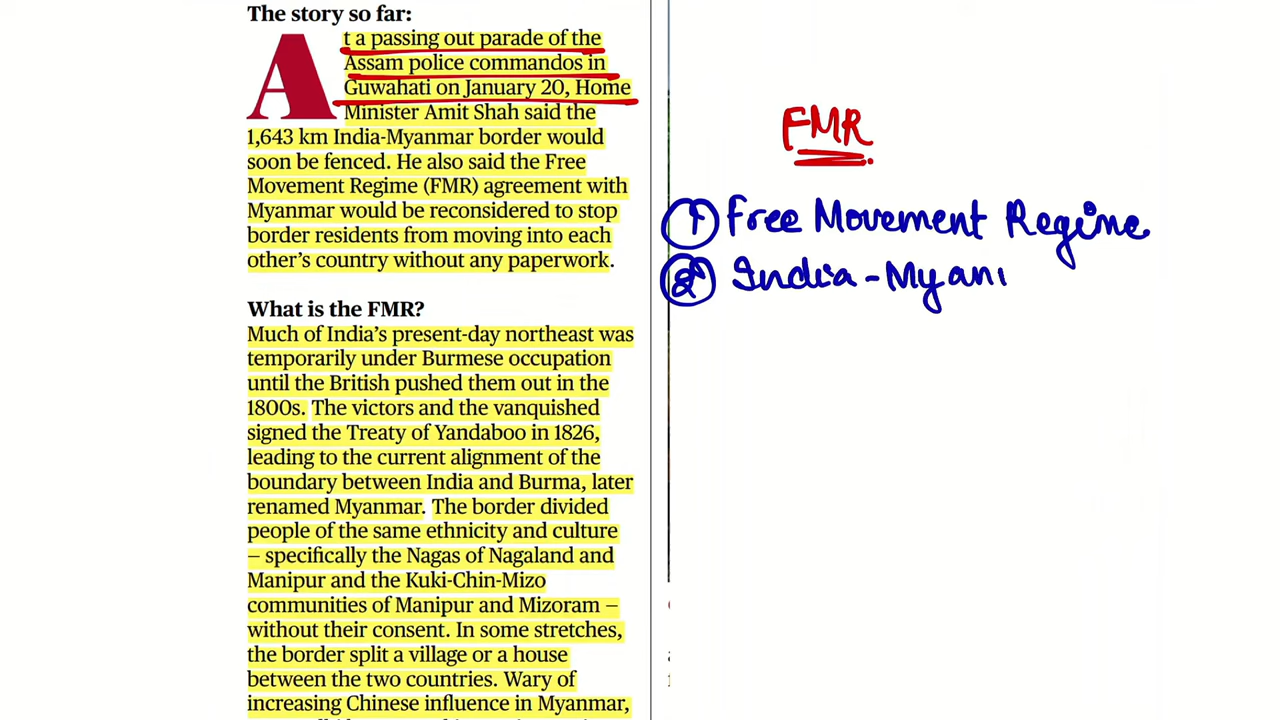 The story so far:
At a passing out parade of the
Assam police commandos in
Guwahati on January 20, Home
Minister Amit Shah said the
1,643 km India-Myanmar border would
soon be fenced. He also said the Free
Movement Regime (FMR) agreement with
Myanmar would be reconsidered to stop
border residents from moving into each
other’s country without any paperwork.
What is the FMR?
Much of India’s present-day northeast was
temporarily under Burmese occupation
until the British pushed them out in the
1800s. The victors and the vanquished
signed the Treaty of Yandaboo in 1826,
leading to the current alignment of the
boundary between India and Burma, later
renamed Myanmar. The border divided
people of the same ethnicity and culture
— specifically the Nagas of Nagaland and
Manipur and the Kuki-Chin-Mizo
communities of Manipur and Mizoram —
without their consent. In some stretches,
the border split a village or a house
between the two countries. Wary of
increasing Chinese influence in Myanmar,
FMR
1 Free Movement Regime
2 India-Myan